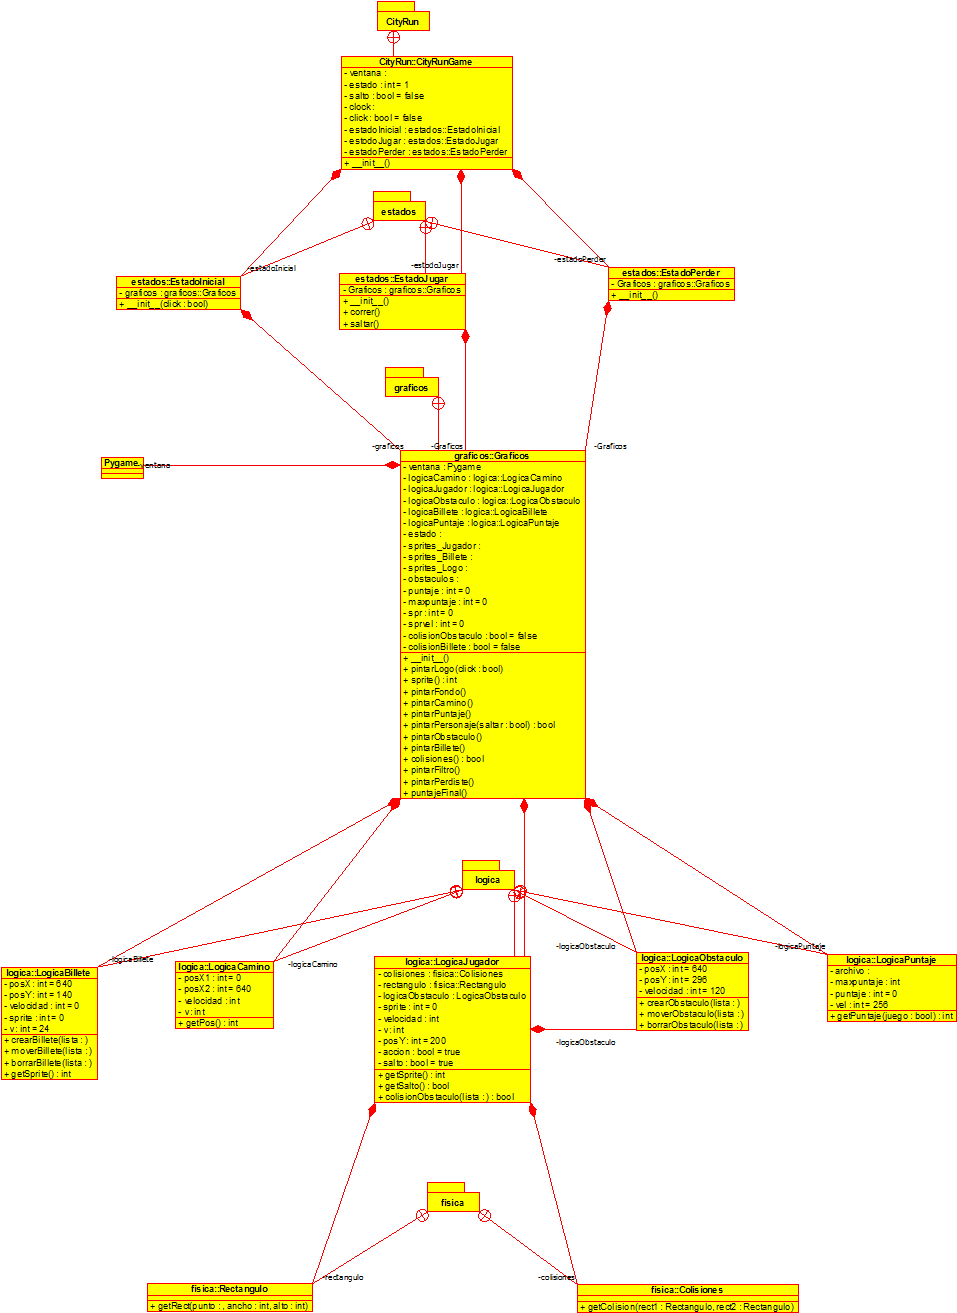 CityRun
CityRun::CityRunGame
- ventana :
- estado : int = 1
- salto : bool = false
- clock :
- click : bool = false
- estadoInicial : estados::EstadoInicial
- estodoJugar : estados::EstadoJugar
- estadoPerder : estados::EstadoPerder
+ __init__()
estados
-estadoInicial
-estodoJugar
-estadoPerder
estados::EstadoInicial
- graficos : graficos::Graficos
+ __init__(click : bool)
estados::EstadoJugar
- Graficos : graficos::Graficos
+ __init__()
+ correr()
+ saltar()
estados::EstadoPerder
- Graficos : graficos::Graficos
+ __init__()
graficos
-graficos
-Graficos
-Graficos
Pygame
-ventana
graficos::Graficos
- ventana : Pygame
- logicaCamino : logica::LogicaCamino
- logicaJugador : logica::LogicaJugador
- logicaObstaculo : logica::LogicaObstaculo
- logicaBillete : logica::LogicaBillete
- logicaPuntaje : logica::LogicaPuntaje
- estado :
- sprites_Jugador :
- sprites_Billete :
- sprites_Logo :
- obstaculos :
- puntaje : int = 0
- maxpuntaje : int = 0
- spr : int = 0
- sprvel : int = 0
- colisionObstaculo : bool = false
- colisionBillete : bool = false
+ __init__()
+ pintarLogo(click : bool)
+ sprite() : int
+ pintarFondo()
+ pintarCamino()
+ pintarPuntaje()
+ pintarPersonaje(saltar : bool) : bool
+ pintarObstaculo()
+ pintarBillete()
+ colisiones() : bool
+ pintarFiltro()
+ pintarPerdiste()
+ puntajeFinal()
logica
-logicaBillete
-logicaCamino
-logicaObstaculo
-logicaPuntaje
logica::LogicaBillete
- posX : int = 640
- posY : int = 140
- velocidad : int = 0
- sprite : int = 0
- v : int = 24
+ crearBillete(lista : )
+ moverBillete(lista : )
+ borrarBillete(lista : )
+ getSprite() : int
logica::LogicaCamino
- posX1 : int = 0
- posX2 : int = 640
- velocidad : int
- v : int
+ getPos() : int
logica::LogicaJugador
- colisiones : fisica::Colisiones
- rectangulo : fisica::Rectangulo
- logicaObstaculo : LogicaObstaculo
- sprite : int = 0
- velocidad : int
- v : int
- posY : int = 200
- accion : bool = true
- salto : bool = true
+ getSprite() : int
+ getSalto() : bool
+ colisionObstaculo(lista : ) : bool
logica::LogicaObstaculo
- posX : int = 640
- posY : int = 296
- velocidad : int = 120
+ crearObstaculo(lista : )
+ moverObstaculo(lista : )
+ borrarObstaculo(lista : )
logica::LogicaPuntaje
- archivo :
- maxpuntaje : int
- puntaje : int = 0
- vel : int = 256
+ getPuntaje(juego : bool) : int
-logicaObstaculo
fisica
-rectangulo
-colisiones
fisica::Rectangulo
+ getRect(punto : , ancho : int, alto : int)
fisica::Colisiones
+ getColision(rect1 : Rectangulo, rect2 : Rectangulo)